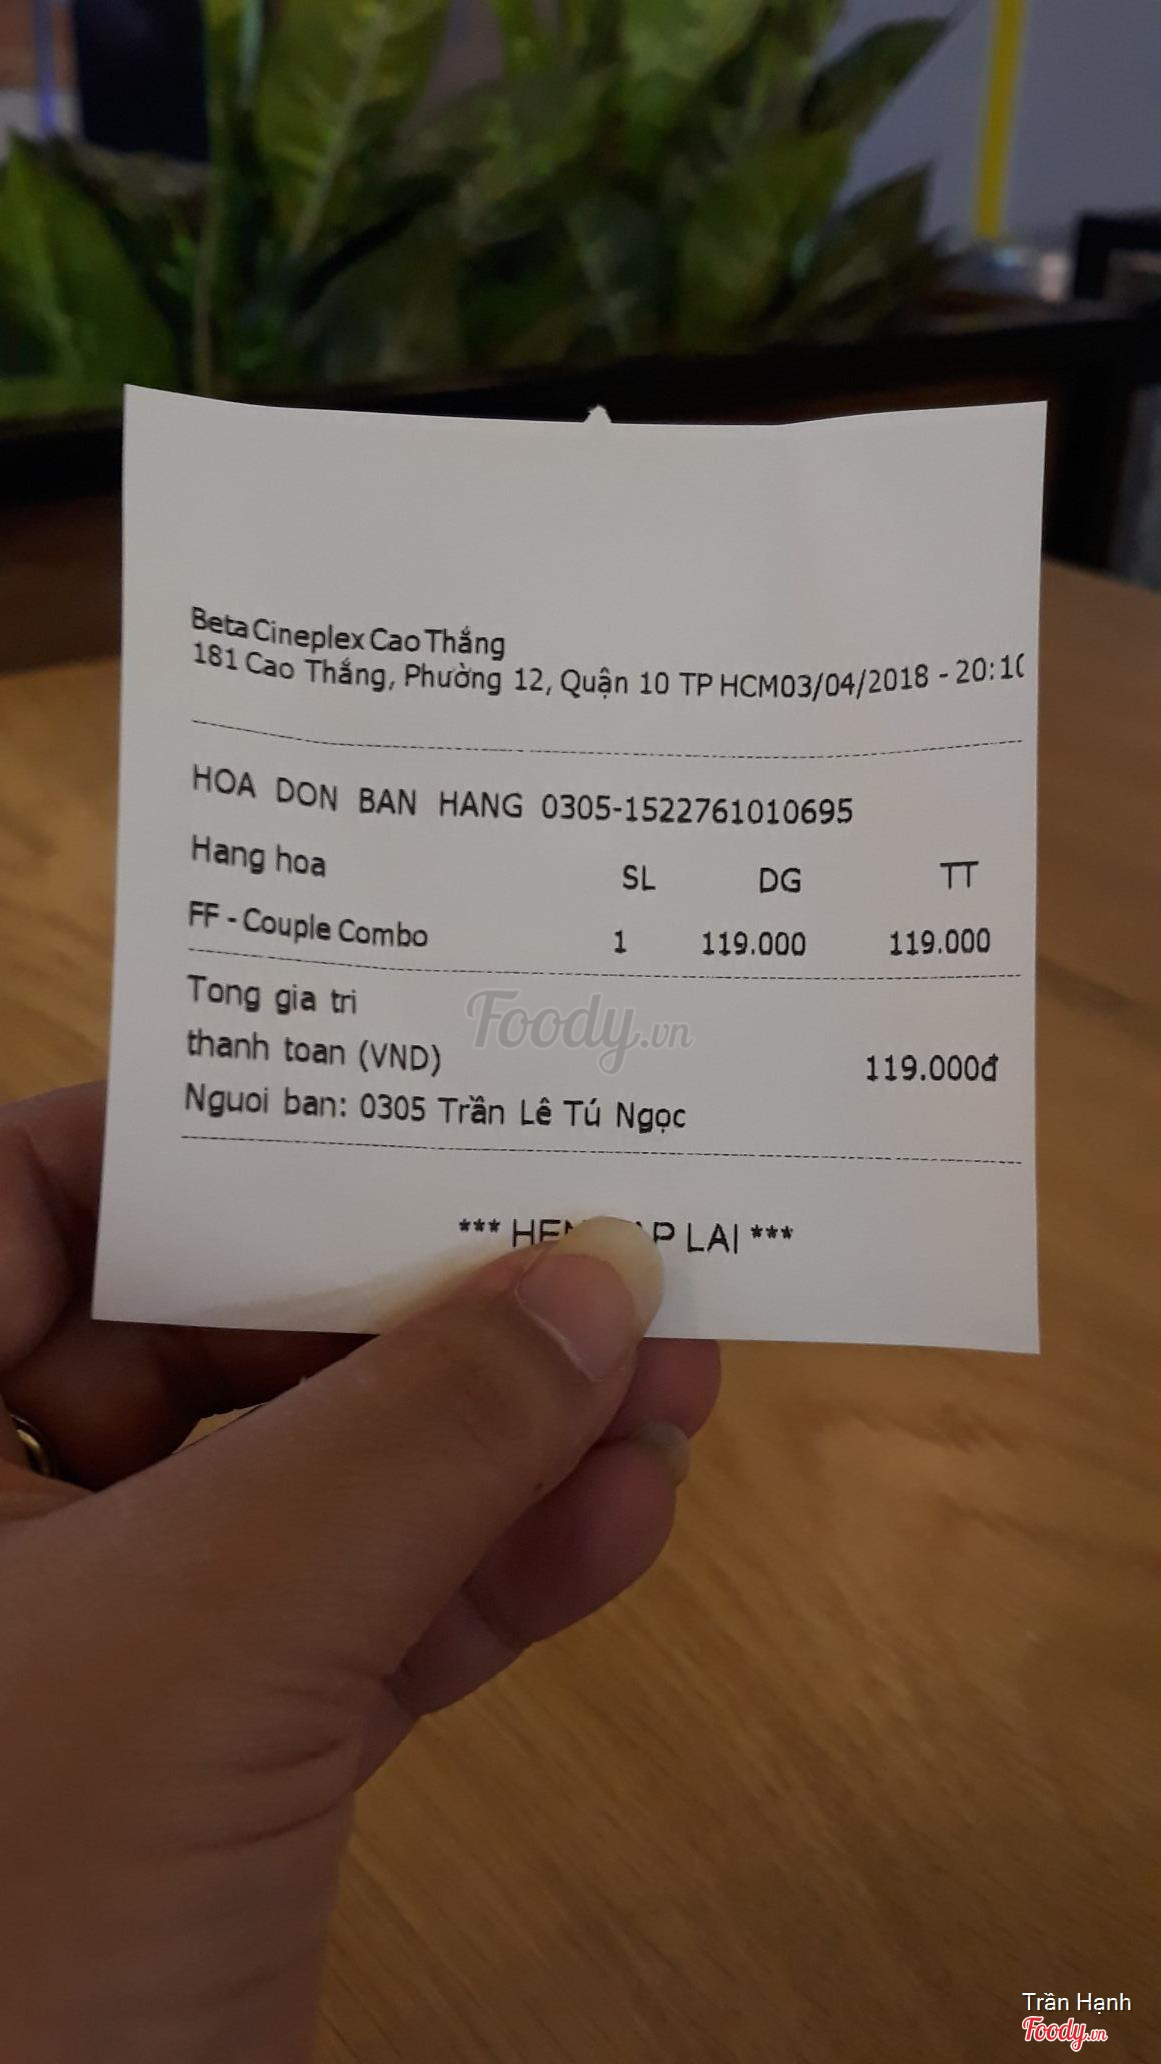 Beta Cineplex Cao Thắng
181 Cao Thắng, Phường 12, Quận 10 TP HCM03/04/2018 - 20:10
HOA DON BAN HANG 0305-1522761010695
Hang hoa SL DG TT
FF - Couple Combo 1 119.000 119.000
Tong gia tri
thanh toan (VND) 119.000đ
Nguoi ban: 0305 Trần Lê Tú Ngọc
*** HEN LAI ***
Foody.vn
Trần Hạnh
Foody.vn